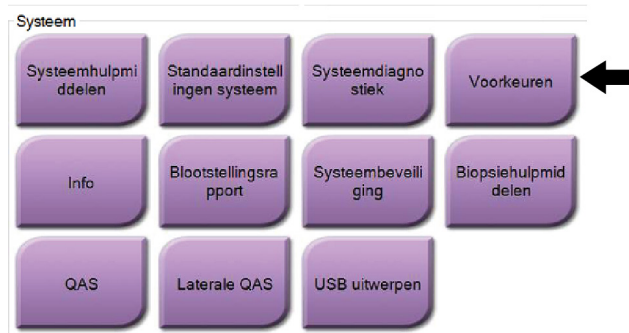 Systeem
Systeemhulpmi
ddelen
Standaardinstell
ingen systeem
Systeemdiagno
stiek
Voorkeuren
Info
Blootstellingsra
pport
Systeembeveili
ging
Biopsiehulpmid
delen
QAS
Laterale QAS
USB uitwerpen